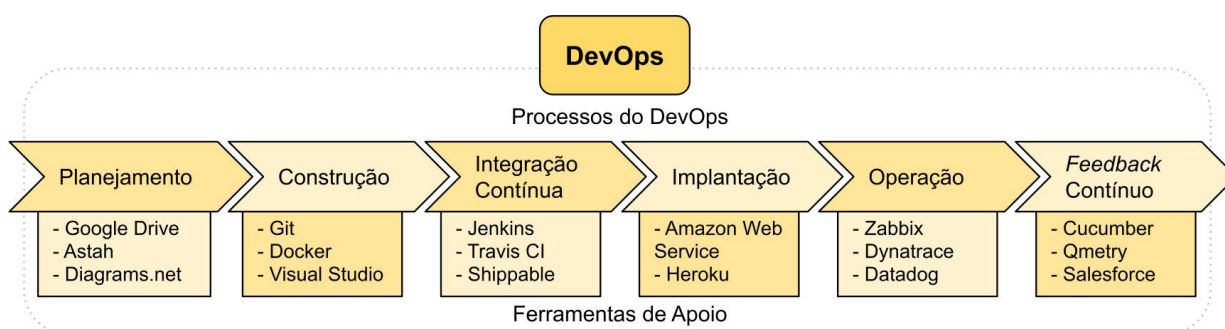 DevOps
Processos do DevOps
Planejamento
Construção
Integração
Contínua
Implantação
Operação
Feedback
Contínuo
- Google Drive
- Astah
- Diagrams.net
- Git
- Docker
- Visual Studio
- Jenkins
- Travis CI
- Shippable
- Amazon Web
Service
- Heroku
- Zabbix
- Dynatrace
- Datadog
- Cucumber
- Qmetry
- Salesforce
Ferramentas de Apoio